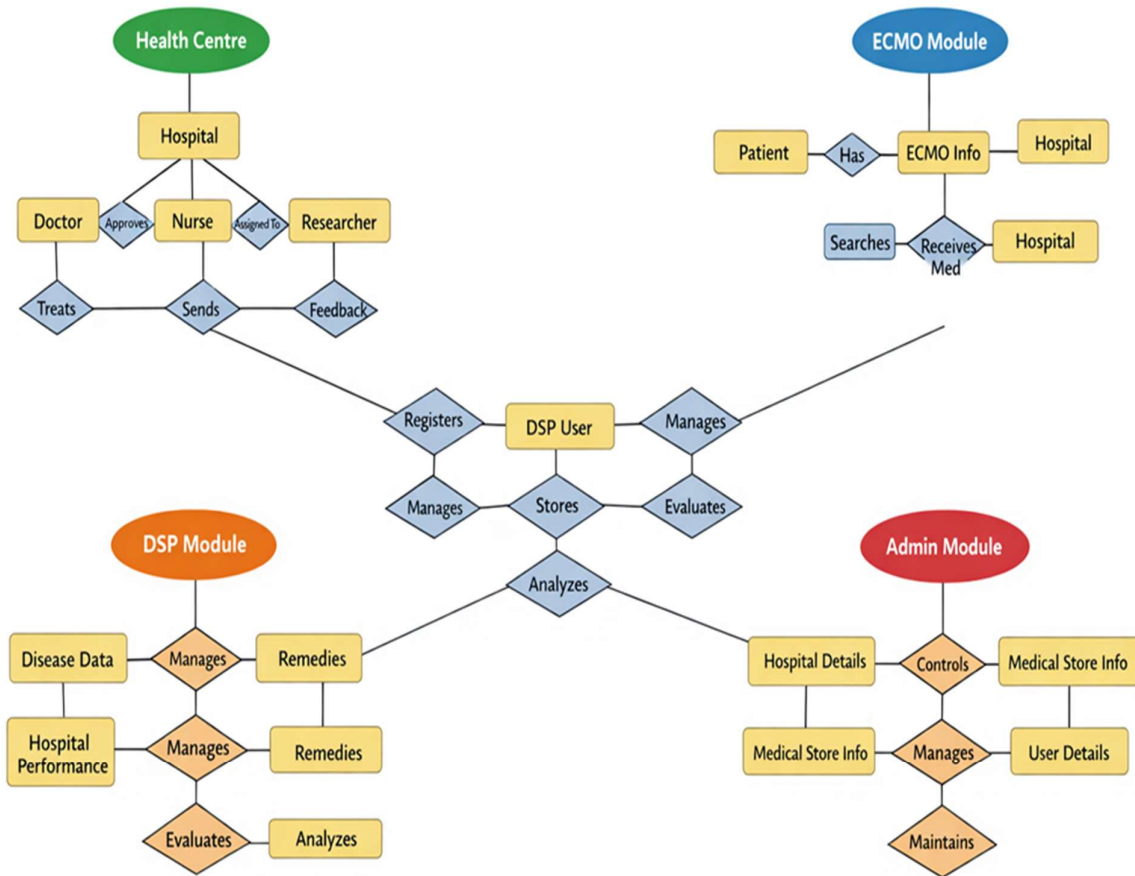 Health Centre
ECMO Module
Hospital
Patient
Has
ECMO Info
Hospital
Doctor
Approves
Nurse
Assigned To
Researcher
Searches
Receives
Med
Hospital
Treats
Sends
Feedback
Registers
DSP User
Manages
Manages
Stores
Evaluates
DSP Module
Admin Module
Analyzes
Disease Data
Manages
Remedies
Hospital Details
Controls
Medical Store Info
Hospital
Performance
Manages
Remedies
Medical Store Info
Manages
User Details
Evaluates
Analyzes
Maintains